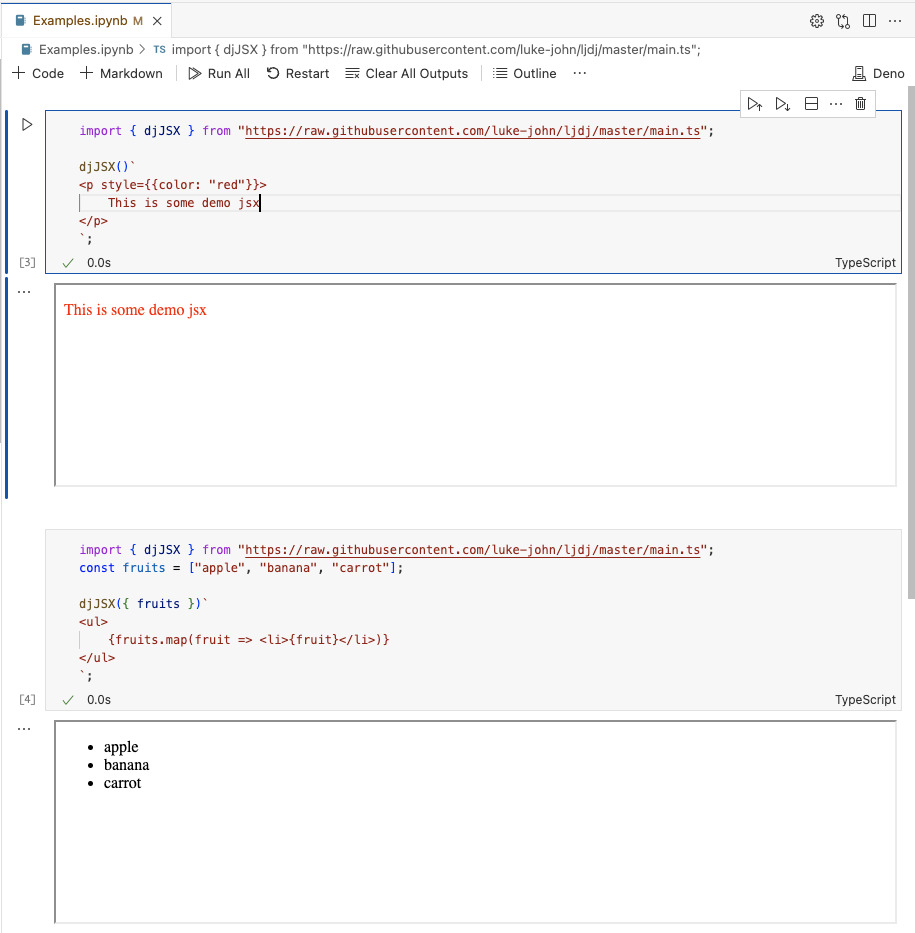 Examples.ipynb M
Examples.ipynb > TS import { djJSX } from "https://raw.githubusercontent.com/luke-john/ljdj/master/main.ts";
+ Code + Markdown Run All Restart Clear All Outputs Outline ... Deno
import { djJSX } from "https://raw.githubusercontent.com/luke-john/ljdj/master/main.ts";
djJSX()`
<p style={{color: "red"}}>
    This is some demo jsx
</p>
`;
[3] 0.0s TypeScript
This is some demo jsx
import { djJSX } from "https://raw.githubusercontent.com/luke-john/ljdj/master/main.ts";
const fruits = ["apple", "banana", "carrot"];
djJSX({ fruits })`
<ul>
    {fruits.map(fruit => <li>{fruit}</li>)}
</ul>
`;
[4] 0.0s TypeScript
• apple
• banana
• carrot